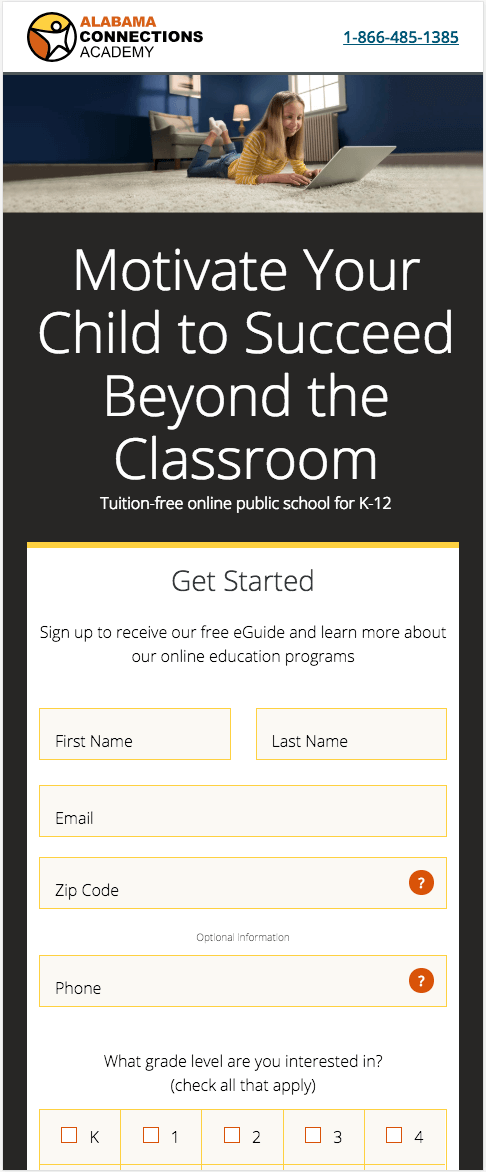 ALABAMA
CONNECTIONS
ACADEMY
1-866-485-1385
Motivate Your
Child to Succeed
Beyond the
Classroom
Tuition-free online public school for K-12
Get Started
Sign up to receive our free eGuide and learn more about
our online education programs
First Name
Last Name
Email
Zip Code
?
Optional Information
Phone
?
What grade level are you interested in?
(check all that apply)
K 1 2 3 4